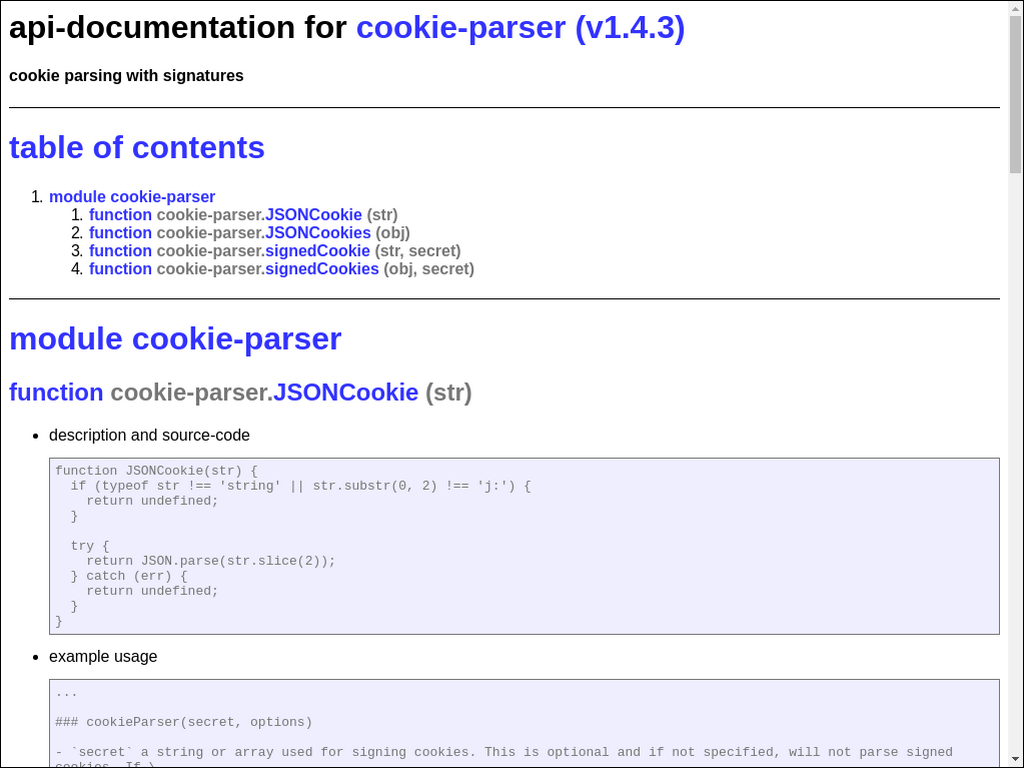 api-documentation for cookie-parser (v1.4.3)
cookie parsing with signatures
table of contents
1. module cookie-parser
1. function cookie-parser.JSONCookie (str)
2. function cookie-parser.JSONCookies (obj)
3. function cookie-parser.signedCookie (str, secret)
4. function cookie-parser.signedCookies (obj, secret)
module cookie-parser
function cookie-parser.JSONCookie (str)
• description and source-code
function JSONCookie(str) {
  if (typeof str !== 'string' || str.substr(0, 2) !== 'j:') {
    return undefined;
  }

  try {
    return JSON.parse(str.slice(2));
  } catch (err) {
    return undefined;
  }
}
• example usage
...

### cookieParser(secret, options)

- `secret` a string or array used for signing cookies. This is optional and if not specified, will not parse signed
cookies. If \